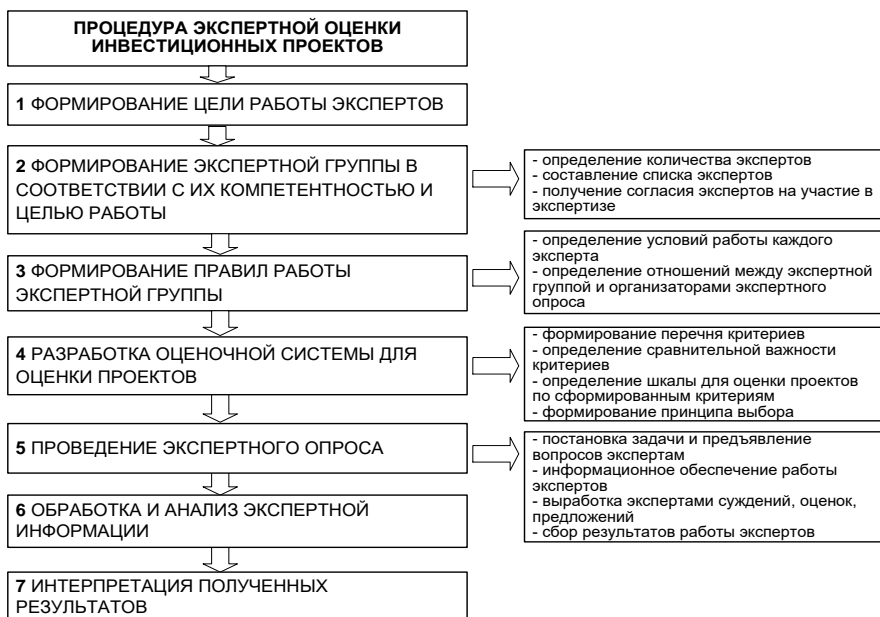 ПРОЦЕДУРА ЭКСПЕРТНОЙ ОЦЕНКИ
ИНВЕСТИЦИОННЫХ ПРОЕКТОВ
1 ФОРМИРОВАНИЕ ЦЕЛИ РАБОТЫ ЭКСПЕРТОВ
2 ФОРМИРОВАНИЕ ЭКСПЕРТНОЙ ГРУППЫ В
СООТВЕТСТВИИ С ИХ КОМПЕТЕНТНОСТЬЮ И
ЦЕЛЬЮ РАБОТЫ
- определение количества экспертов
- составление списка экспертов
- получение согласия экспертов на участие в
экспертизе
3 ФОРМИРОВАНИЕ ПРАВИЛ РАБОТЫ
ЭКСПЕРТНОЙ ГРУППЫ
- определение условий работы каждого
эксперта
- определение отношений между экспертной
группой и организаторами экспертного
опроса
4 РАЗРАБОТКА ОЦЕНОЧНОЙ СИСТЕМЫ ДЛЯ
ОЦЕНКИ ПРОЕКТОВ
- формирование перечня критериев
- определение сравнительной важности
критериев
- определение шкалы для оценки проектов
по сформированным критериям
- формирование принципа выбора
5 ПРОВЕДЕНИЕ ЭКСПЕРТНОГО ОПРОСА
- постановка задачи и предъявление
вопросов экспертам
- информационное обеспечение работы
экспертов
- выработка экспертами суждений, оценок,
предложений
- сбор результатов работы экспертов
6 ОБРАБОТКА И АНАЛИЗ ЭКСПЕРТНОЙ
ИНФОРМАЦИИ
7 ИНТЕРПРЕТАЦИЯ ПОЛУЧЕННЫХ
РЕЗУЛЬТАТОВ